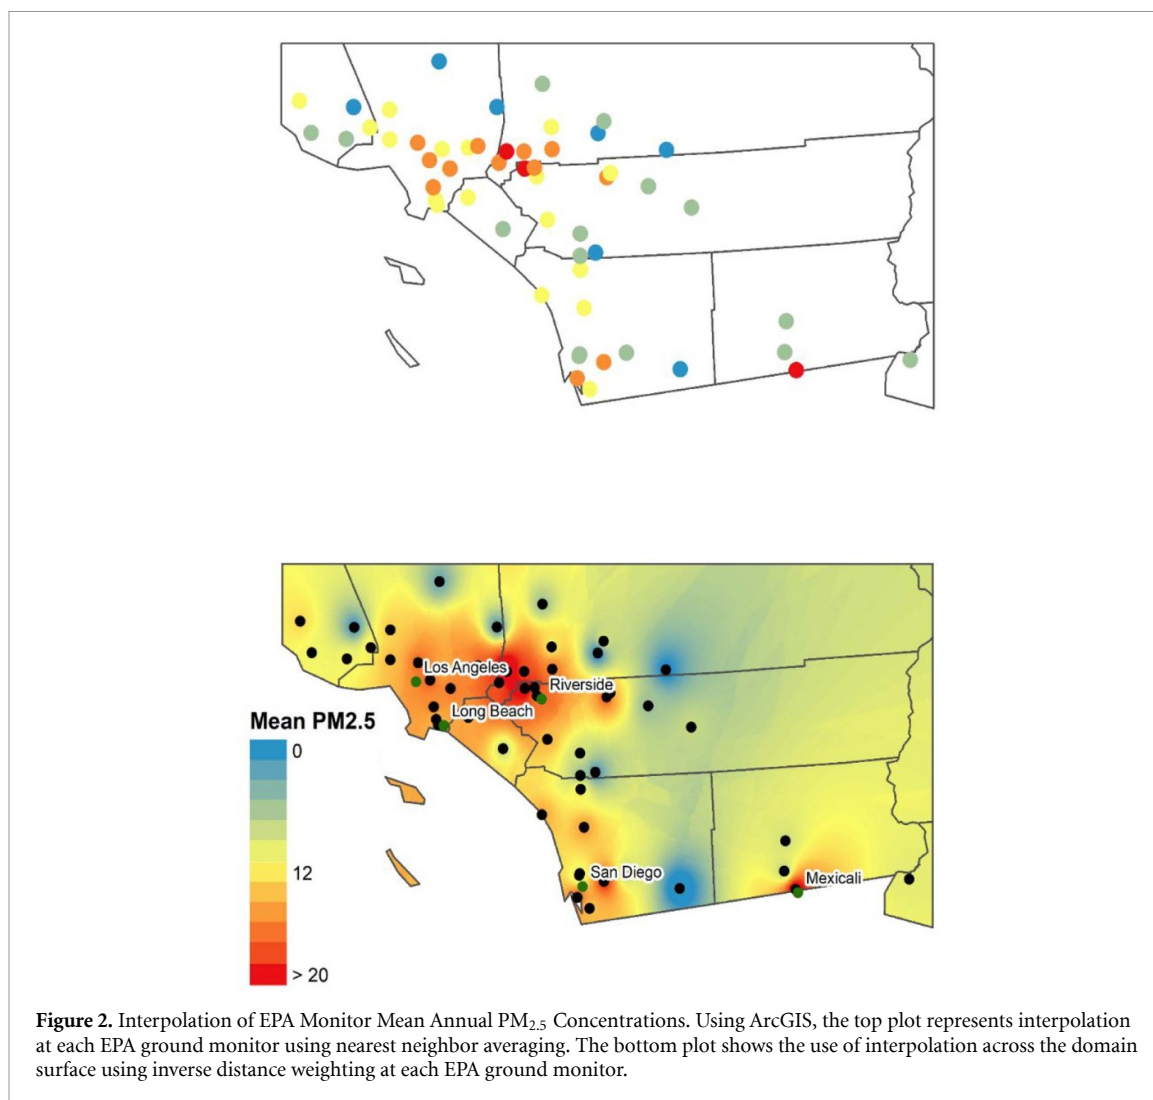 Los Angeles
Riverside
Long Beach
Mean PM2.5
0
12
San Diego
Mexicali
> 20
Figure 2. Interpolation of EPA Monitor Mean Annual PM2.5 Concentrations. Using ArcGIS, the top plot represents interpolation
at each EPA ground monitor using nearest neighbor averaging. The bottom plot shows the use of interpolation across the domain
surface using inverse distance weighting at each EPA ground monitor.